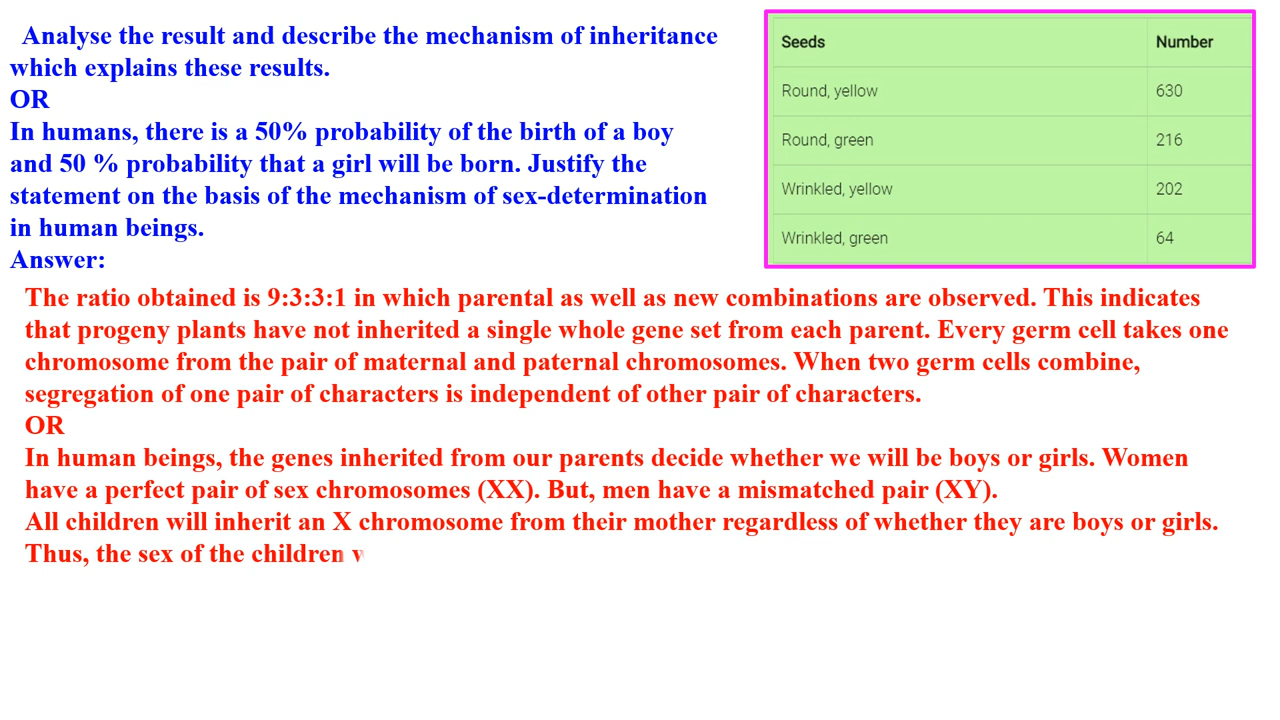 Analyse the result and describe the mechanism of inheritance
which explains these results.
OR
In humans, there is a 50% probability of the birth of a boy
and 50 % probability that a girl will be born. Justify the
statement on the basis of the mechanism of sex-determination
in human beings.
Answer:
Seeds Number
Round, yellow 630
Round, green 216
Wrinkled, yellow 202
Wrinkled, green 64
The ratio obtained is 9:3:3:1 in which parental as well as new combinations are observed. This indicates
that progeny plants have not inherited a single whole gene set from each parent. Every germ cell takes one
chromosome from the pair of maternal and paternal chromosomes. When two germ cells combine,
segregation of one pair of characters is independent of other pair of characters.
OR
In human beings, the genes inherited from our parents decide whether we will be boys or girls. Women
have a perfect pair of sex chromosomes (XX). But, men have a mismatched pair (XY).
All children will inherit an X chromosome from their mother regardless of whether they are boys or girls.
Thus, the sex of the children